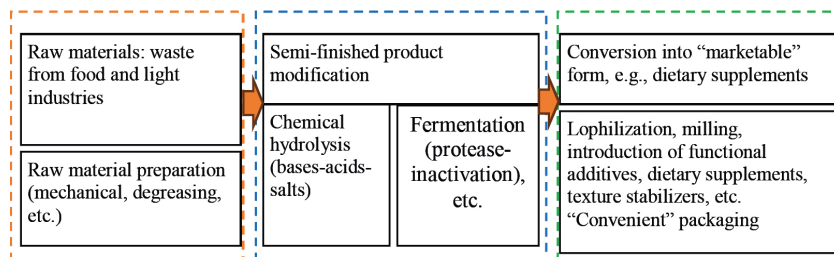 Raw materials: waste
from food and light
industries
Raw material preparation
(mechanical, degreasing,
etc.)
Semi-finished product
modification
Chemical
hydrolysis
(bases-acids-
salts)
Fermentation
(protease-
inactivation),
etc.
Conversion into “marketable”
form, e.g., dietary supplements
Lophilization, milling,
introduction of functional
additives, dietary supplements,
texture stabilizers, etc.
“Convenient” packaging